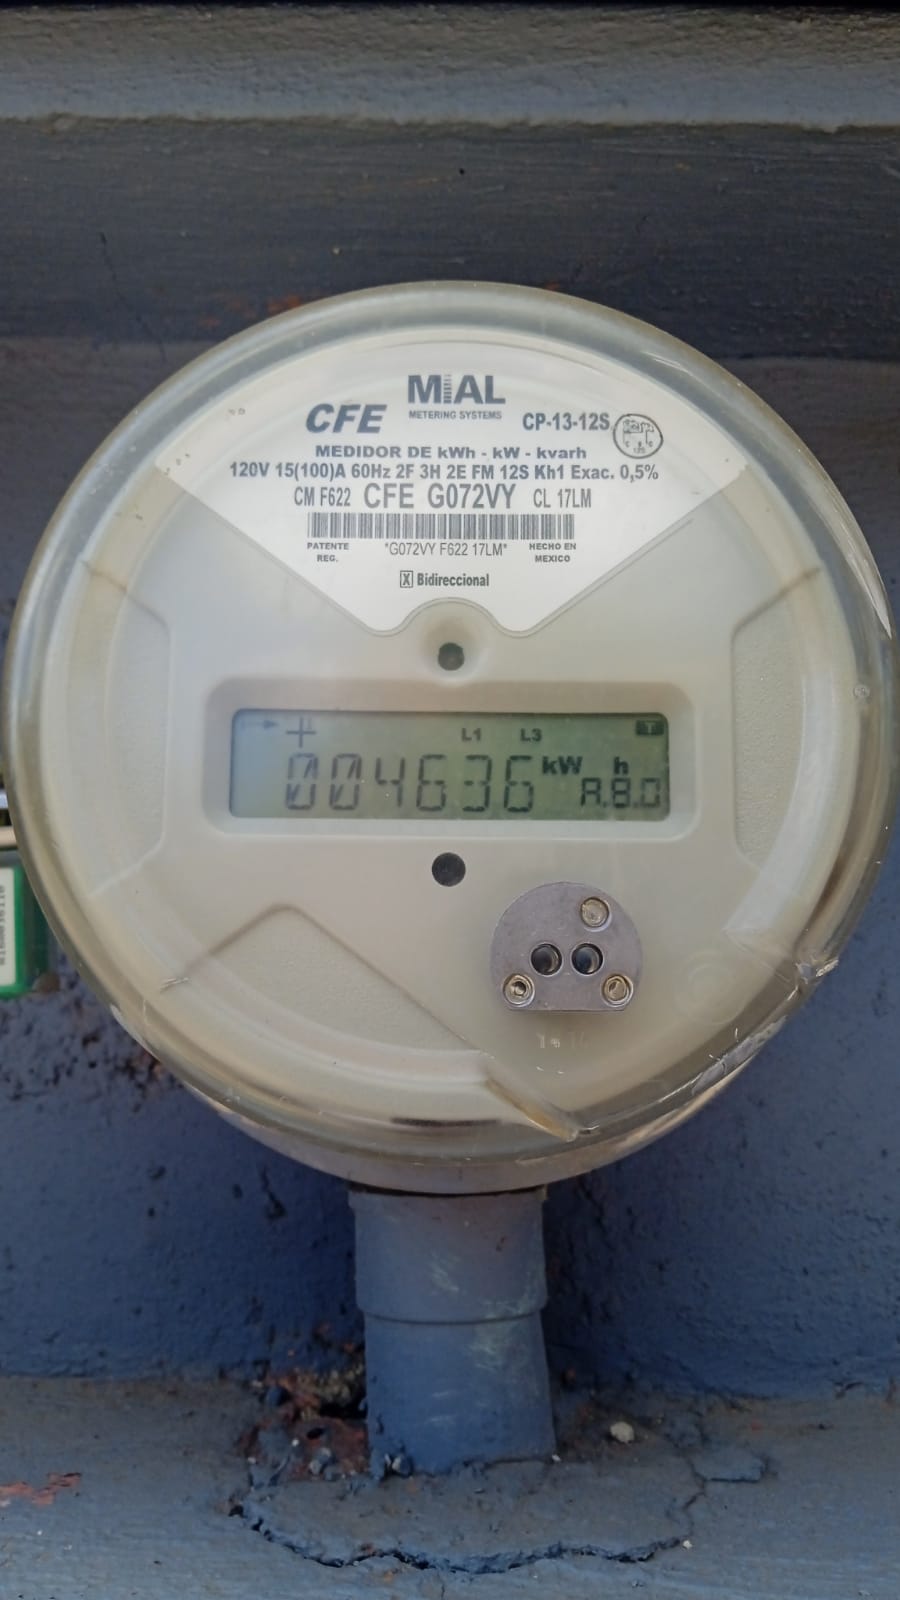 MIAL
METERING SYSTEMS
CFE
CP-13-12S
MEDIDOR DE kWh - kW - kvarh
120V 15(100)A 60Hz 2F 3H 2E FM 12S Kh1 Exac. 0,5%
CM F622 CFE G072VY CL 17LM
PATENTE REG.
*G072VY F622 17LM*
HECHO EN MEXICO
X Bidireccional
L1 L3
004636 kW h
A.8.0